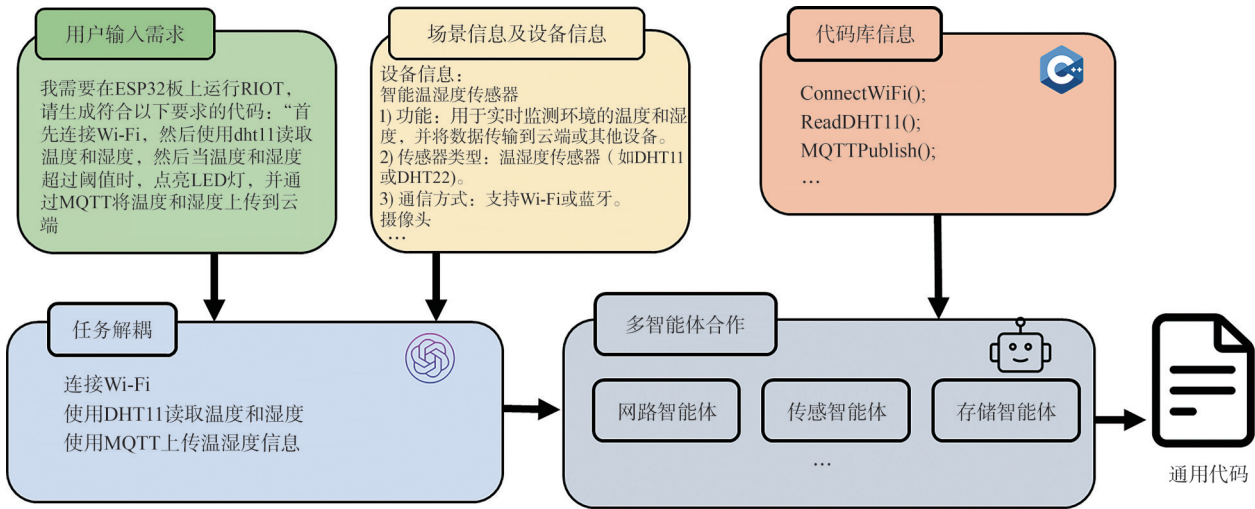 用户输入需求
我需要在ESP32板上运行RIOT，
请生成符合以下要求的代码：“首
先连接Wi-Fi，然后使用dht11读取
温度和湿度，然后当温度和湿度
超过阈值时，点亮LED灯，并通
过MQTT将温度和湿度上传到云
端
场景信息及设备信息
设备信息：
智能温湿度传感器
1) 功能：用于实时监测环境的温度和湿
度，并将数据传输到云端或其他设备。
2) 传感器类型：温湿度传感器（如DHT11
或DHT22)。
3) 通信方式：支持Wi-Fi或蓝牙。
摄像头
…
代码库信息
C++
ConnectWiFi();
ReadDHT11();
MQTTPublish();
…
任务解耦
连接Wi-Fi
使用DHT11读取温度和湿度
使用MQTT上传温湿度信息
多智能体合作
网路智能体
传感智能体
存储智能体
…
通用代码